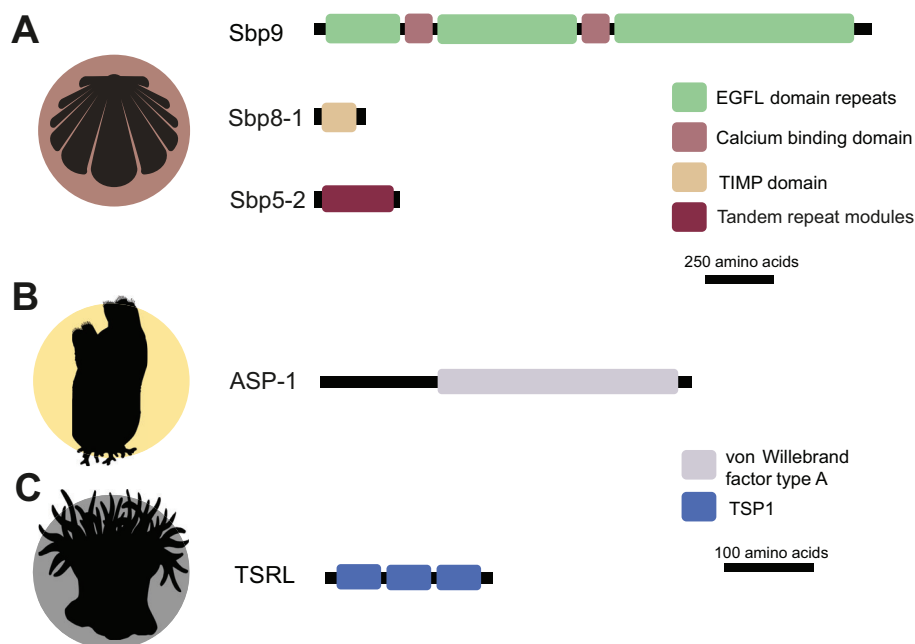 A
Sbp9
Sbp8-1
Sbp5-2
EGFL domain repeats
Calcium binding domain
TIMP domain
Tandem repeat modules
250 amino acids
B
ASP-1
von Willebrand
factor type A
TSP1
100 amino acids
C
TSRL